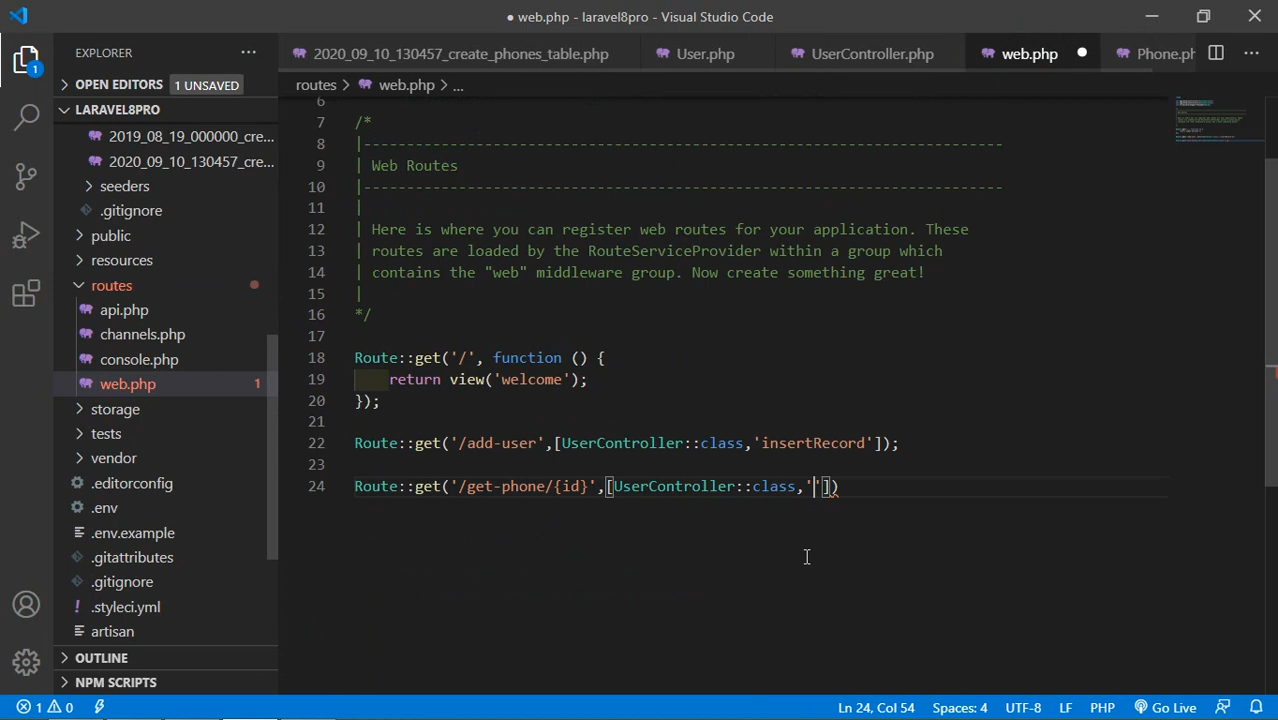 ● web.php - laravel8pro - Visual Studio Code
EXPLORER
2020_09_10_130457_create_phones_table.php
User.php
UserController.php
web.php
Phone.ph
OPEN EDITORS 1 UNSAVED
routes > web.php > ...
LARAVEL8PRO
2019_08_19_000000_cre...
2020_09_10_130457_cre...
seeders
.gitignore
public
resources
routes
api.php
channels.php
console.php
web.php 1
storage
tests
vendor
.editorconfig
.env
.env.example
.gitattributes
.gitignore
.styleci.yml
artisan
OUTLINE
NPM SCRIPTS
6
7 /*
8 |--------------------------------------------------------------------------
9 | Web Routes
10 |--------------------------------------------------------------------------
11 |
12 | Here is where you can register web routes for your application. These
13 | routes are loaded by the RouteServiceProvider within a group which
14 | contains the "web" middleware group. Now create something great!
15 |
16 */
17
18 Route::get('/', function () {
19     return view('welcome');
20 });
21
22 Route::get('/add-user',[UserController::class,'insertRecord']);
23
24 Route::get('/get-phone/{id}',[UserController::class,''])
1 0
Ln 24, Col 54
Spaces: 4
UTF-8
LF
PHP
Go Live
1